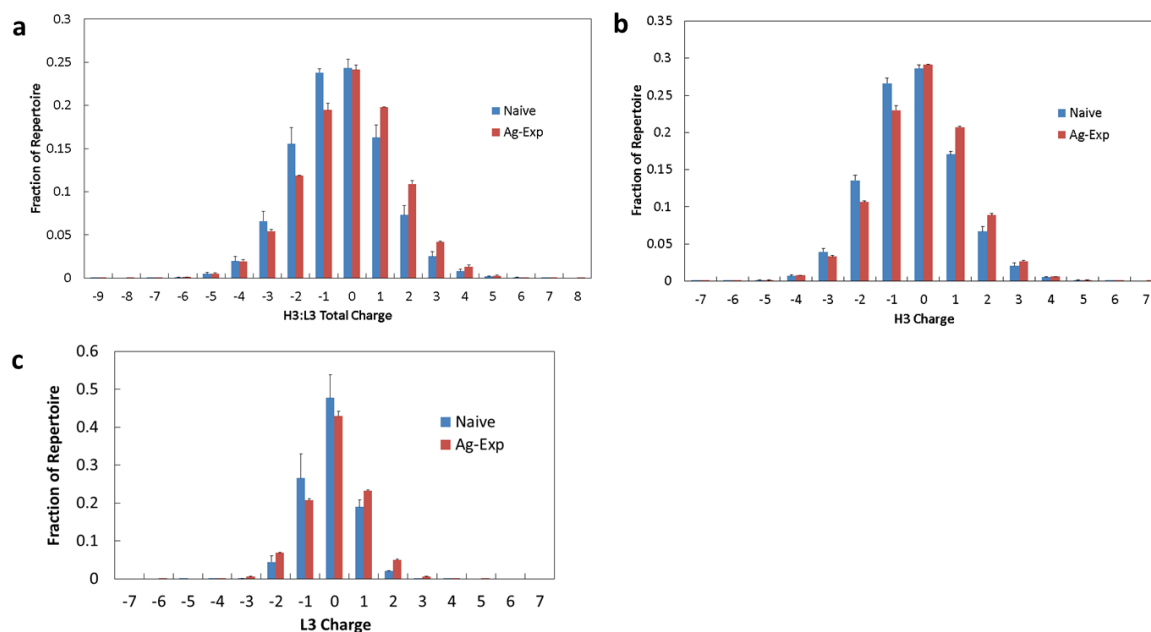 a
0.3
0.25
0.2
0.15
0.1
0.05
0
Fraction of Repertoire
Naïve
Ag-Exp
-9 -8 -7 -6 -5 -4 -3 -2 -1 0 1 2 3 4 5 6 7 8
H3:L3 Total Charge
b
0.35
0.3
0.25
0.2
0.15
0.1
0.05
0
Fraction of Repertoire
Naïve
Ag-Exp
-7 -6 -5 -4 -3 -2 -1 0 1 2 3 4 5 6 7
H3 Charge
c
0.6
0.5
0.4
0.3
0.2
0.1
0
Fraction of Repertoire
Naive
Ag-Exp
-7 -6 -5 -4 -3 -2 -1 0 1 2 3 4 5 6 7
L3 Charge